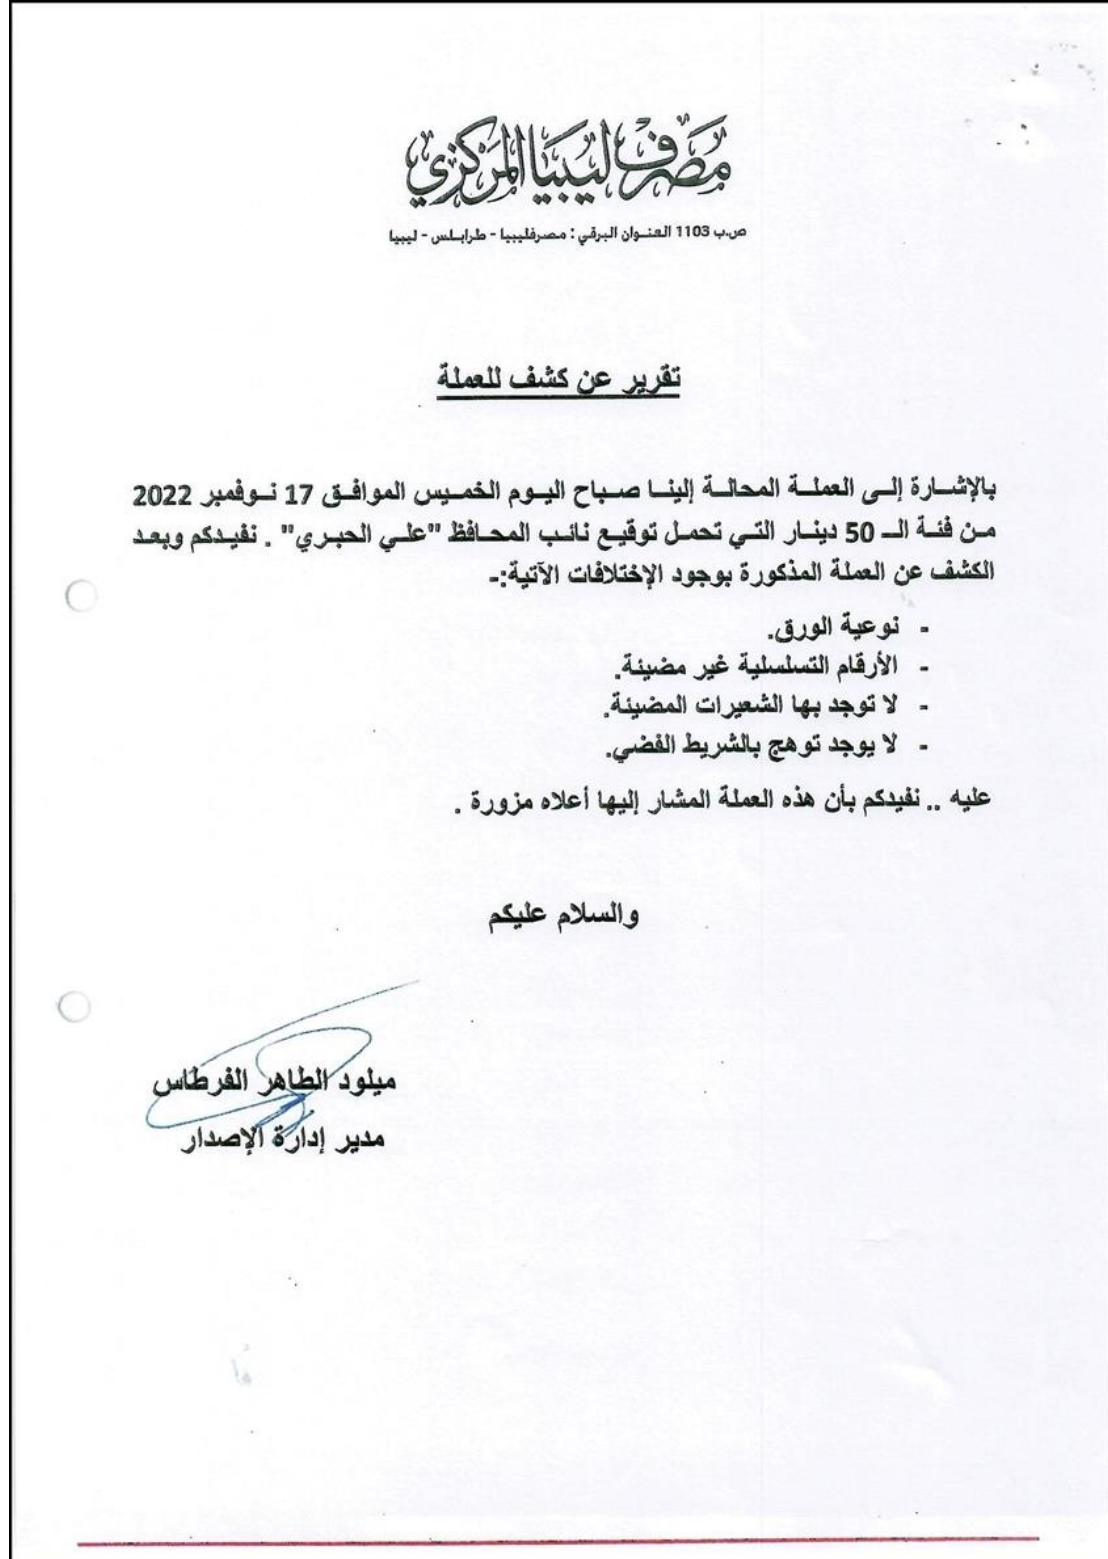 مصرف ليبيا المركزي
ص.ب 1103 العنوان البرقي : مصرفليبيا - طرابلس - ليبيا
تقرير عن كشف للعملة
بالإشارة إلى العملة المحالة إلينا صباح اليوم الخميس الموافق 17 نوفمبر 2022
من فئة الـ 50 دينار التي تحمل توقيع نائب المحافظ "علي الحبري" . نفيدكم وبعد
الكشف عن العملة المذكورة بوجود الإختلافات الآتية:-
- نوعية الورق.
- الأرقام التسلسلية غير مضيئة.
- لا توجد بها الشعيرات المضيئة.
- لا يوجد توهج بالشريط الفضي.
عليه .. نفيدكم بأن هذه العملة المشار إليها أعلاه مزورة .
والسلام عليكم
ميلود الطاهر الفرطاس
مدير إدارة الإصدار